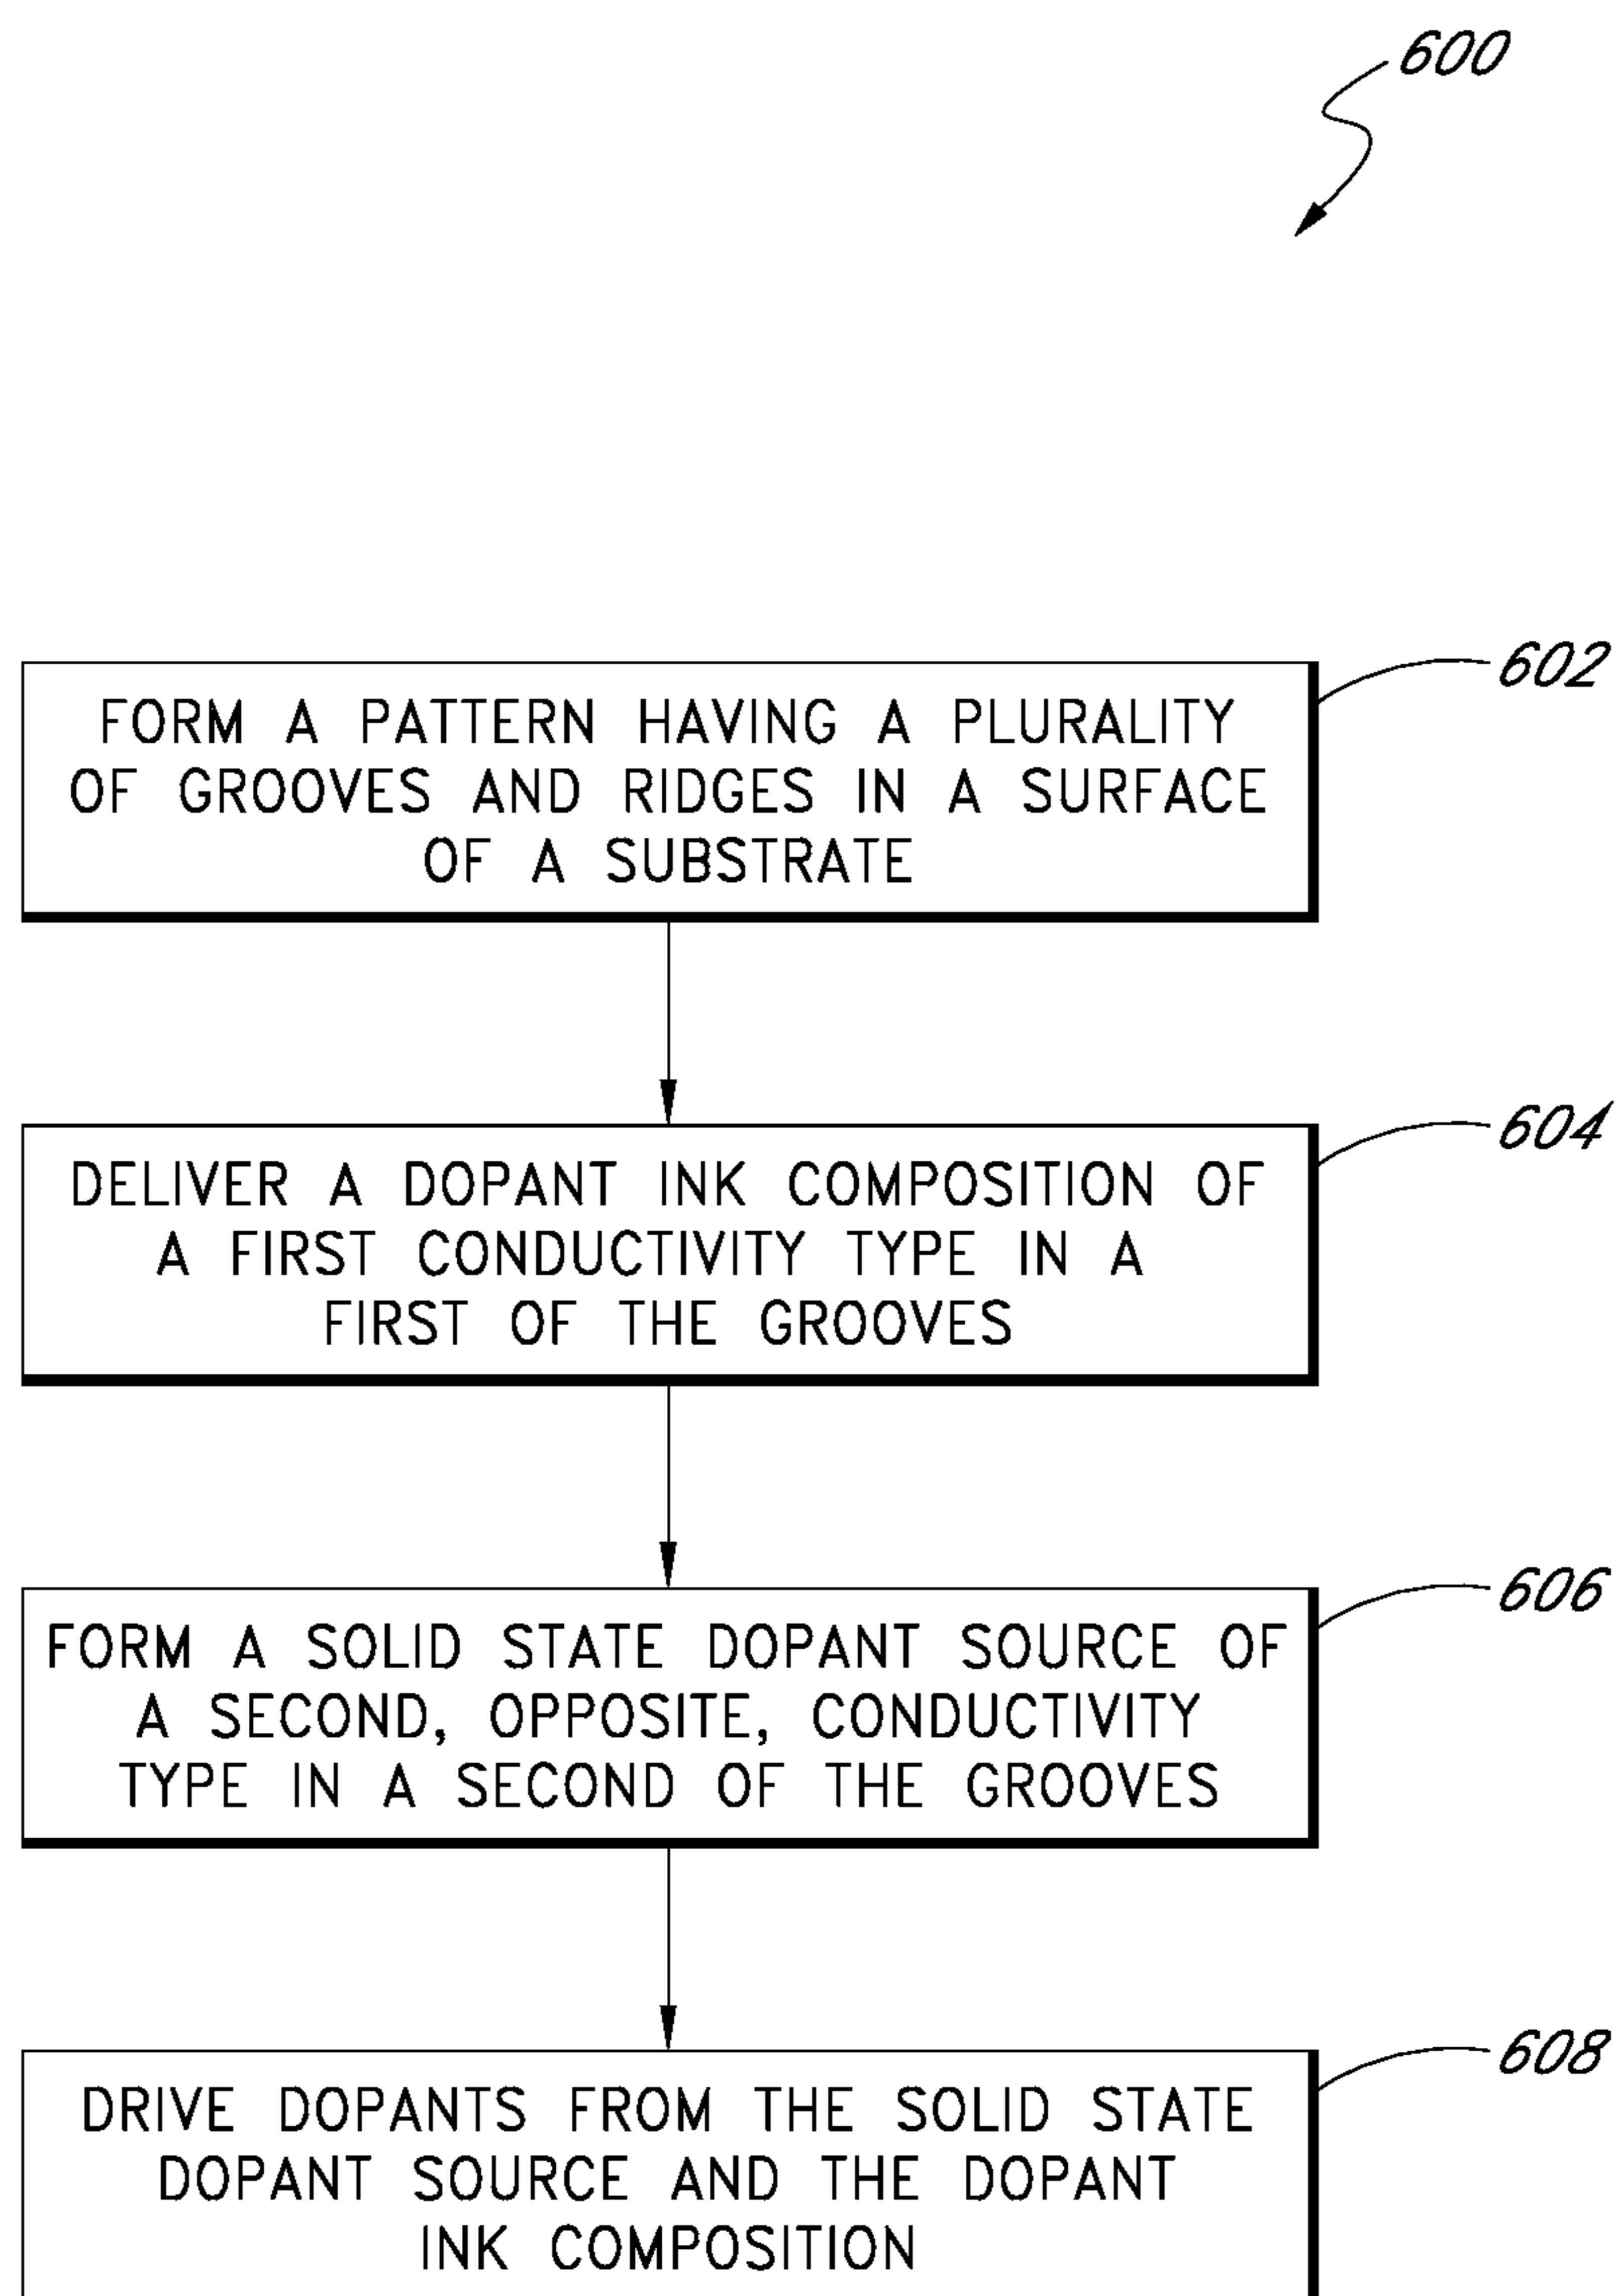 600
602
FORM A PATTERN HAVING A PLURALITY
OF GROOVES AND RIDGES IN A SURFACE
OF A SUBSTRATE
604
DELIVER A DOPANT INK COMPOSITION OF
A FIRST CONDUCTIVITY TYPE IN A
FIRST OF THE GROOVES
606
FORM A SOLID STATE DOPANT SOURCE OF
A SECOND, OPPOSITE, CONDUCTIVITY
TYPE IN A SECOND OF THE GROOVES
608
DRIVE DOPANTS FROM THE SOLID STATE
DOPANT SOURCE AND THE DOPANT
INK COMPOSITION